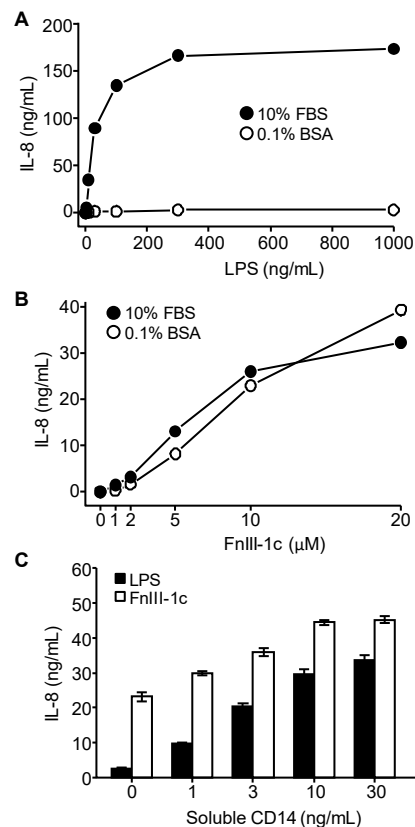 A
200
150
100
50
0
IL-8 (ng/mL)
10% FBS
0.1% BSA
0 200 400 600 800 1000
LPS (ng/mL)
B
40
30
20
10
0
IL-8 (ng/mL)
10% FBS
0.1% BSA
0 1 2 5 10 20
FnIII-1c (μM)
C
60
50
40
30
20
10
0
IL-8 (ng/mL)
LPS
FnIII-1c
0 1 3 10 30
Soluble CD14 (ng/mL)